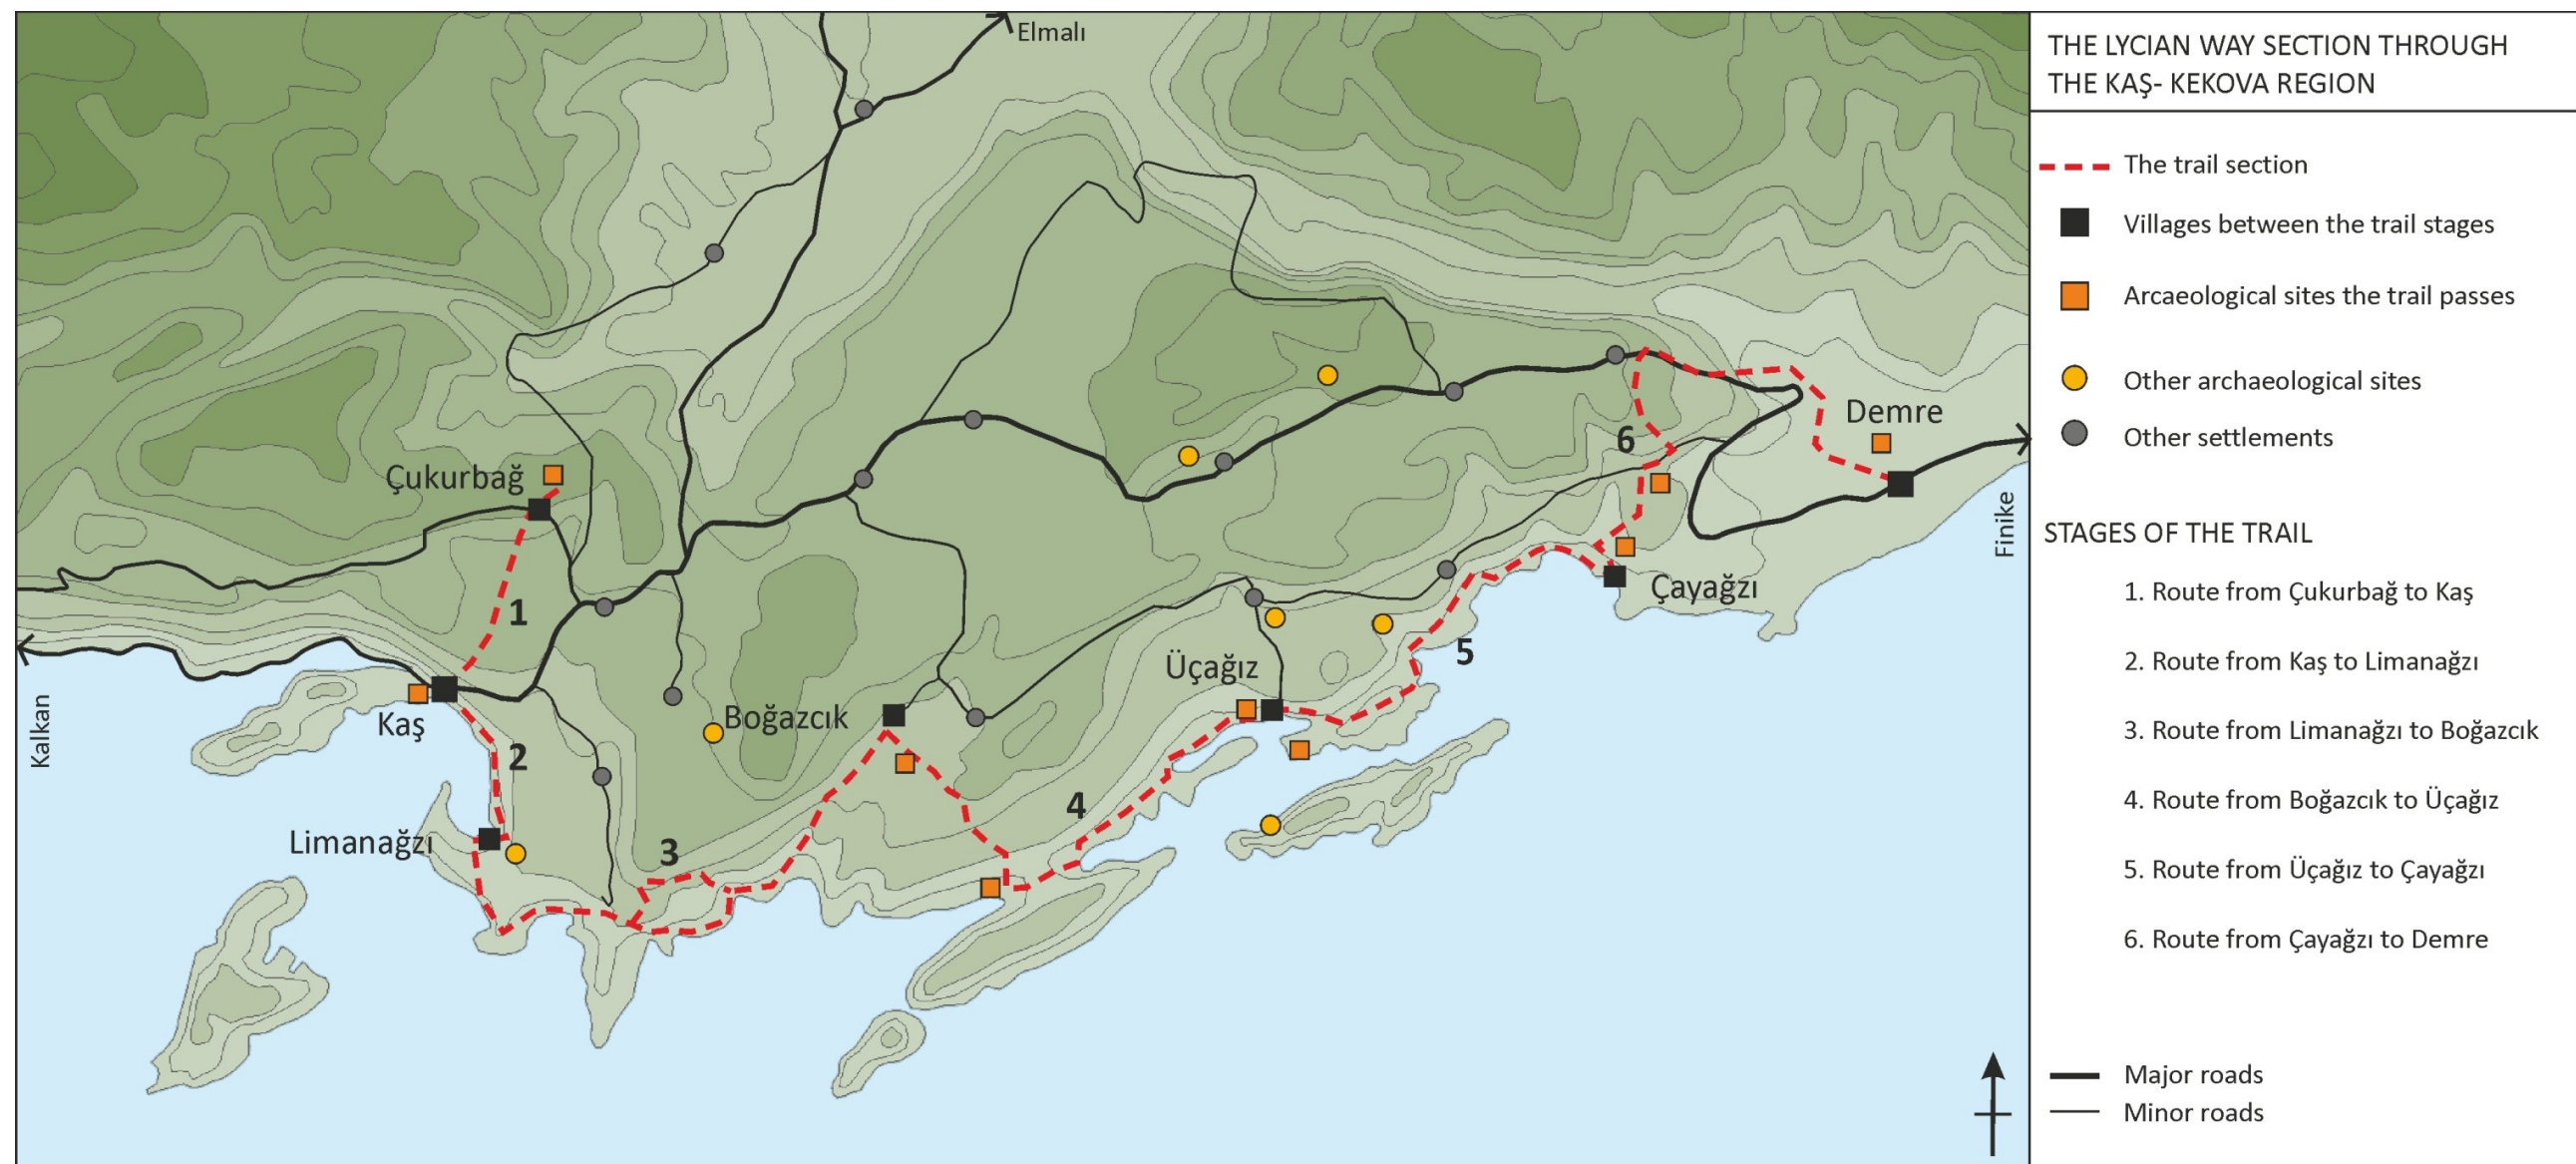 Elmalı
Çukurbağ
Demre
6
Finike
1
Çayağzı
5
Üçağız
Kalkan
Kaş
Boğazcık
2
4
Limanağzı
3
THE LYCIAN WAY SECTION THROUGH
THE KAŞ- KEKOVA REGION
The trail section
Villages between the trail stages
Arcaeological sites the trail passes
Other archaeological sites
Other settlements
STAGES OF THE TRAIL
1. Route from Çukurbağ to Kaş
2. Route from Kaş to Limanağzı
3. Route from Limanağzı to Boğazcık
4. Route from Boğazcık to Üçağız
5. Route from Üçağız to Çayağzı
6. Route from Çayağzı to Demre
Major roads
Minor roads